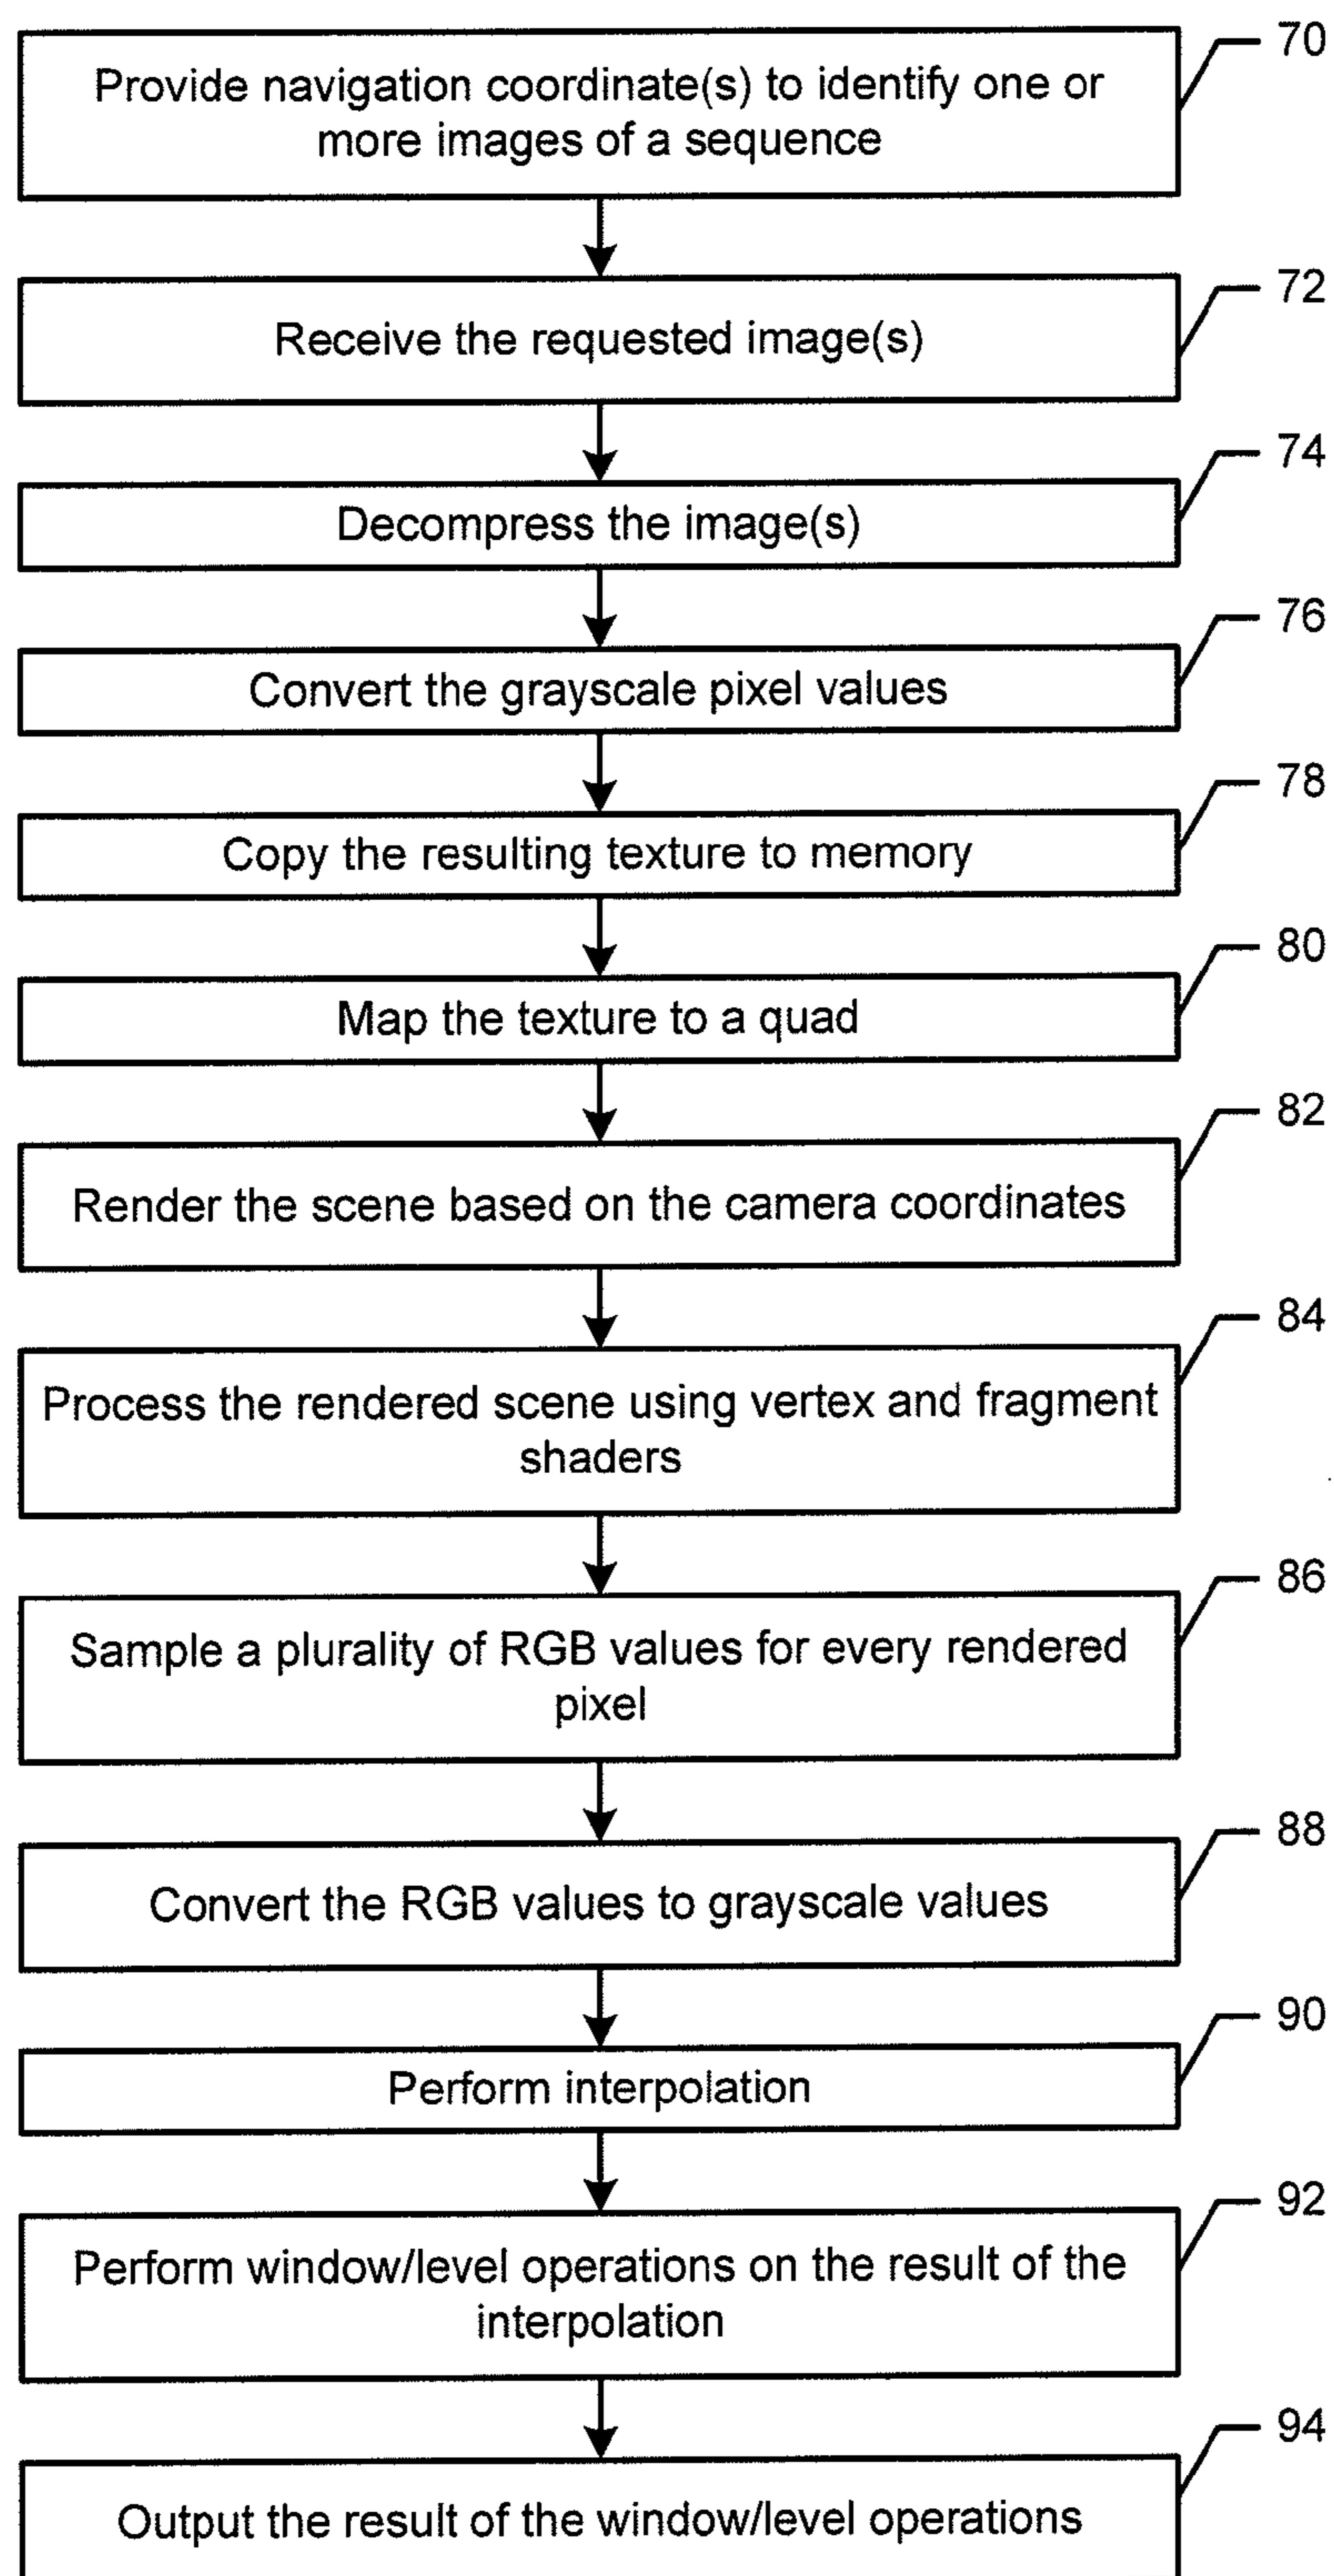 70
Provide navigation coordinate(s) to identify one or
more images of a sequence
72
Receive the requested image(s)
74
Decompress the image(s)
76
Convert the grayscale pixel values
78
Copy the resulting texture to memory
80
Map the texture to a quad
82
Render the scene based on the camera coordinates
84
Process the rendered scene using vertex and fragment
shaders
86
Sample a plurality of RGB values for every rendered
pixel
88
Convert the RGB values to grayscale values
90
Perform interpolation
92
Perform window/level operations on the result of the
interpolation
94
Output the result of the window/level operations